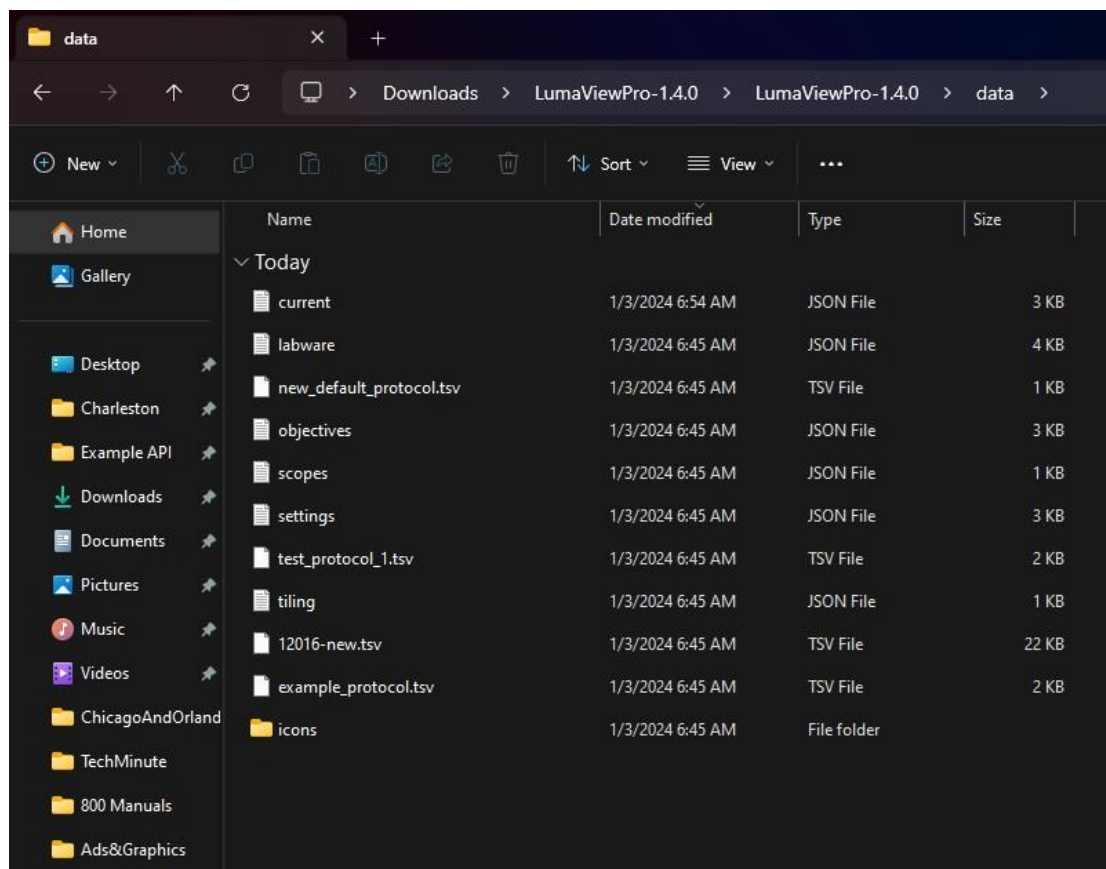 data
Downloads > LumaViewPro-1.4.0 > LumaViewPro-1.4.0 > data >
New Sort View
Home
Gallery
Desktop
Charleston
Example API
Downloads
Documents
Pictures
Music
Videos
ChicagoAndOrland
TechMinute
800 Manuals
Ads&Graphics
Name Date modified Type Size
Today
current 1/3/2024 6:54 AM JSON File 3 KB
labware 1/3/2024 6:45 AM JSON File 4 KB
new_default_protocol.tsv 1/3/2024 6:45 AM TSV File 1 KB
objectives 1/3/2024 6:45 AM JSON File 3 KB
scopes 1/3/2024 6:45 AM JSON File 1 KB
settings 1/3/2024 6:45 AM JSON File 3 KB
test_protocol_1.tsv 1/3/2024 6:45 AM TSV File 2 KB
tiling 1/3/2024 6:45 AM JSON File 1 KB
12016-new.tsv 1/3/2024 6:45 AM TSV File 22 KB
example_protocol.tsv 1/3/2024 6:45 AM TSV File 2 KB
icons 1/3/2024 6:45 AM File folder